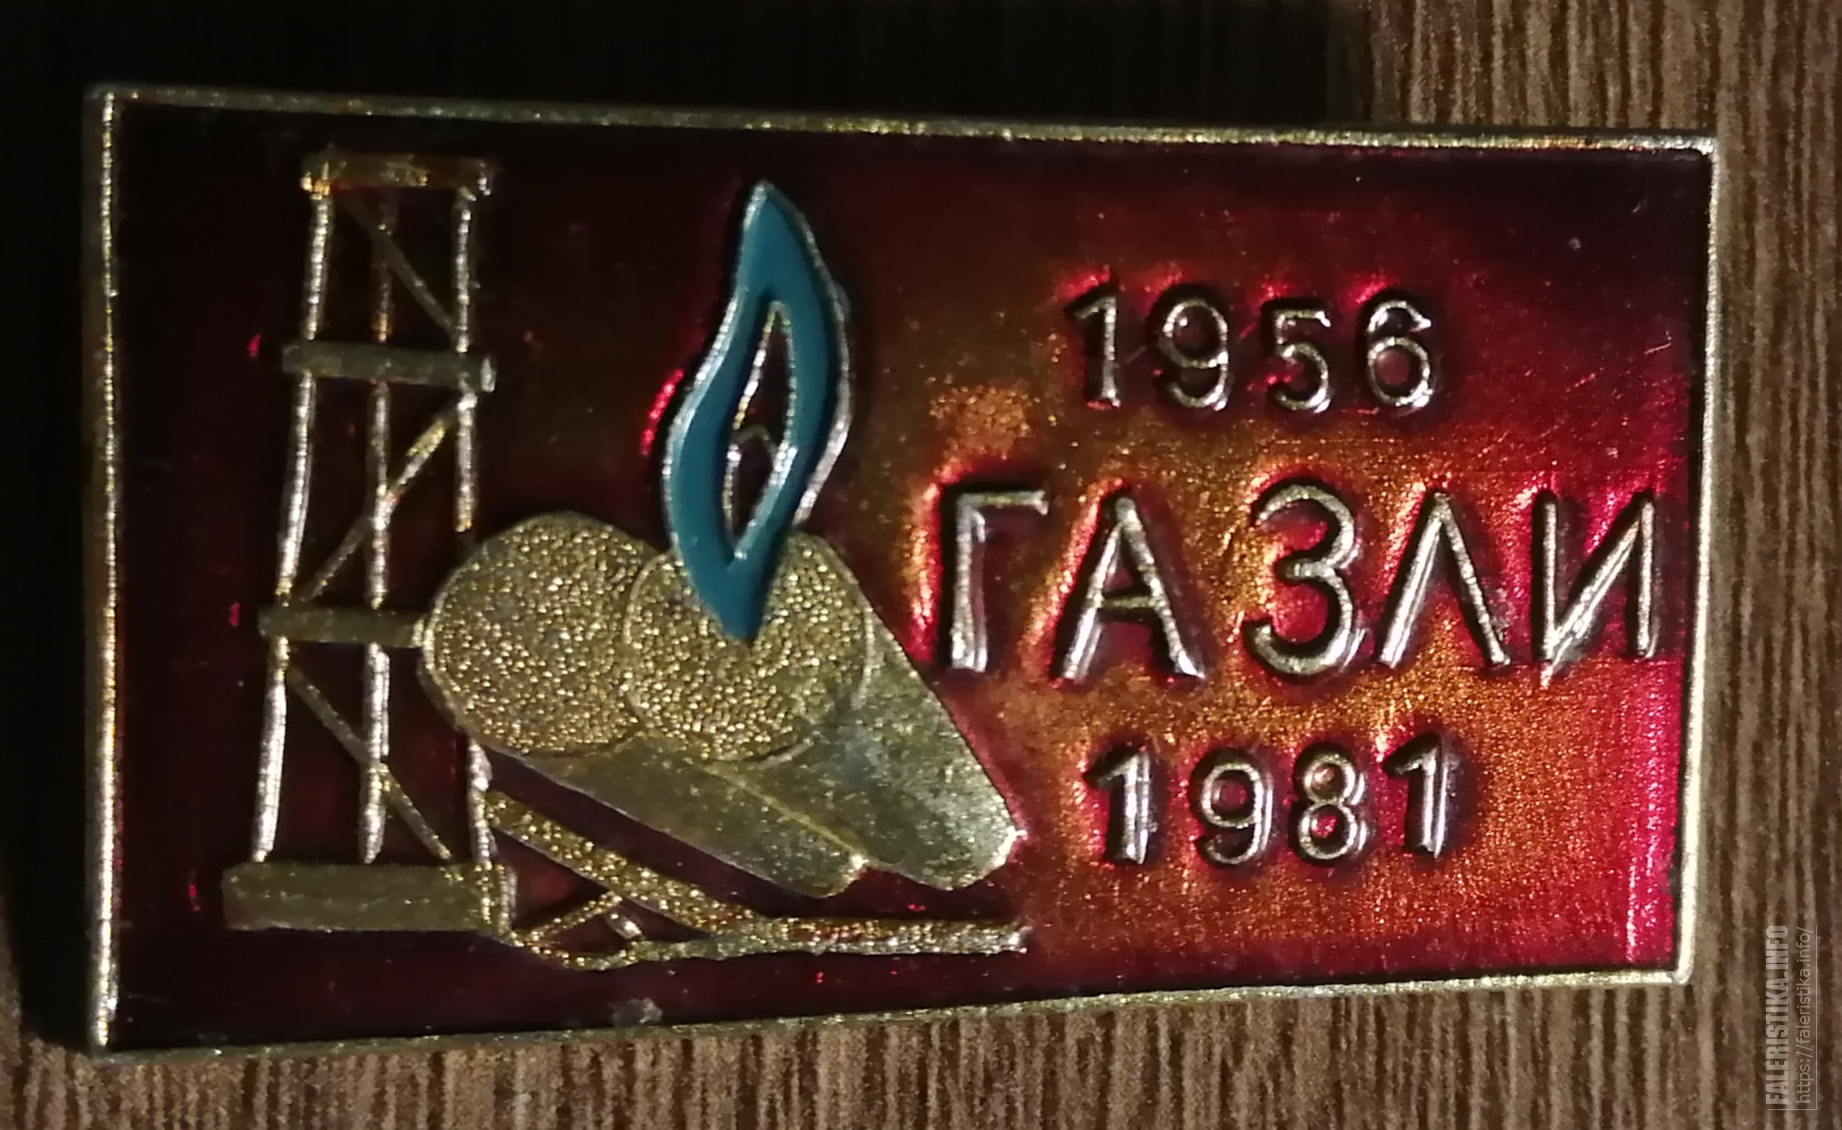 1956
ГАЗЛИ
1981
FALERISTIKA.INFO
https://faleristika.info/